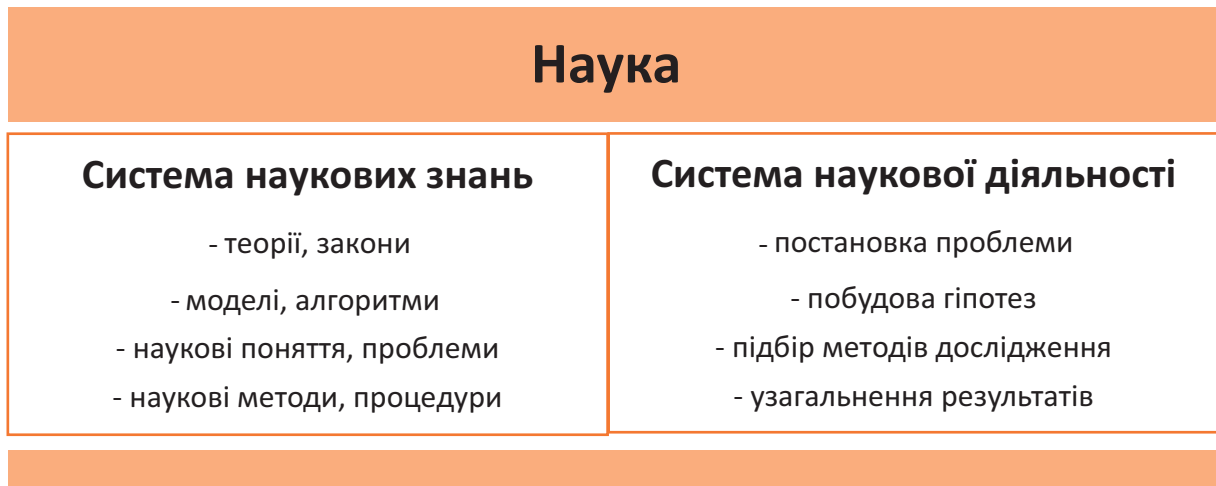 Наука
Система наукових знань
- теорії, закони
- моделі, алгоритми
- наукові поняття, проблеми
- наукові методи, процедури
Система наукової діяльності
- постановка проблеми
- побудова гіпотез
- підбір методів дослідження
- узагальнення результатів